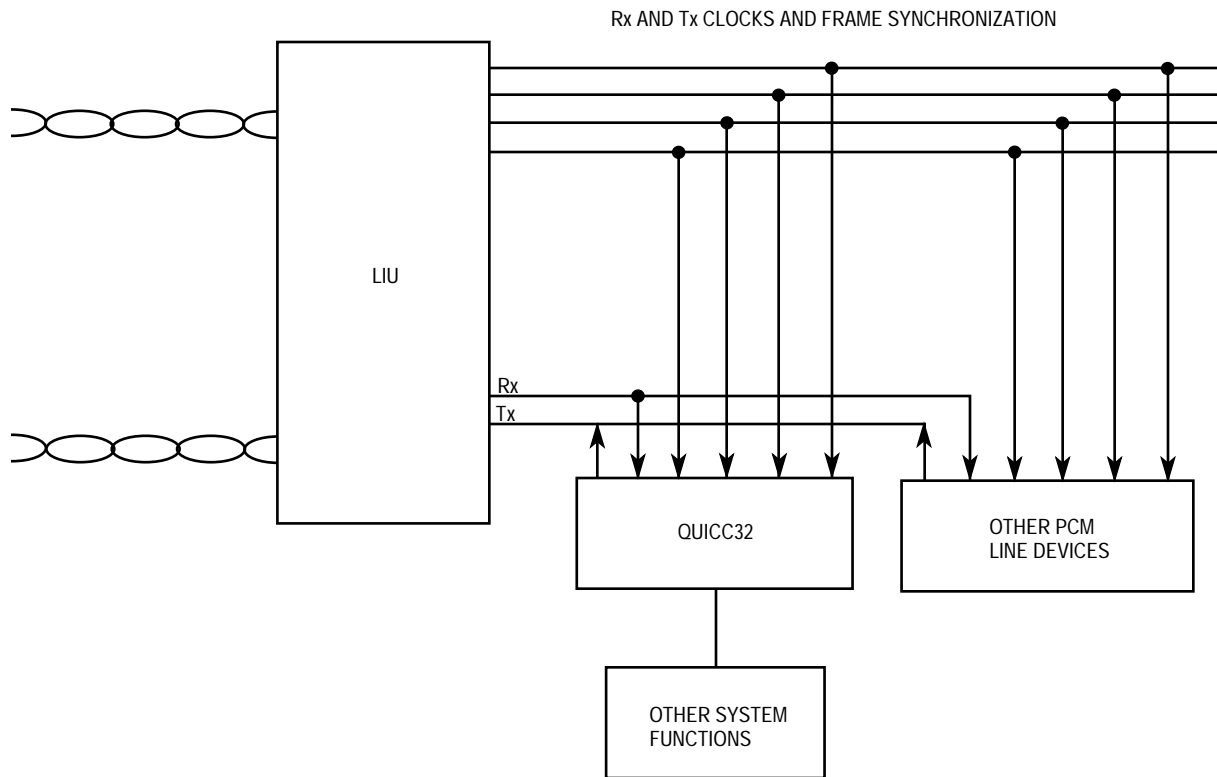 Rx AND Tx CLOCKS AND FRAME SYNCHRONIZATION
LIU
Rx
Tx
QUICC32
OTHER PCM
LINE DEVICES
OTHER SYSTEM
FUNCTIONS